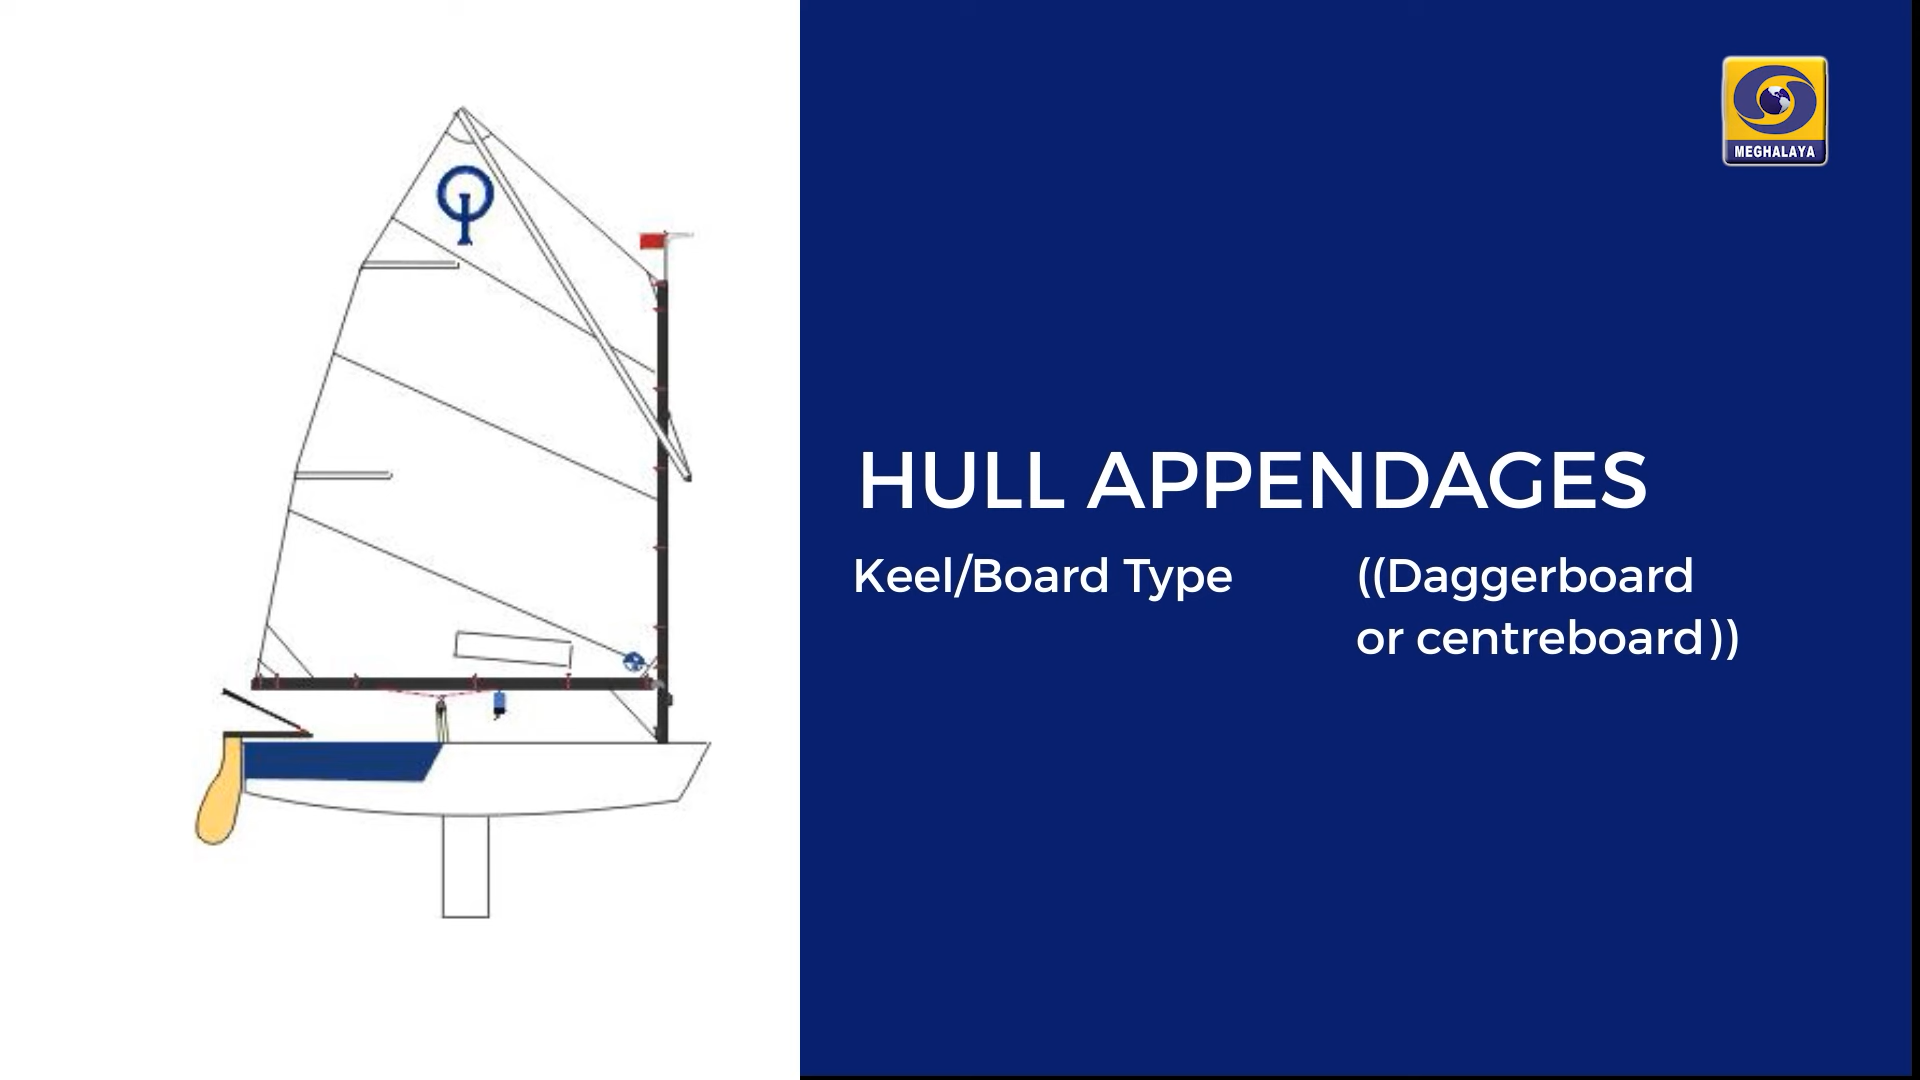 MEGHALAYA
HULL APPENDAGES
Keel/Board Type ((Daggerboard
or centreboard))